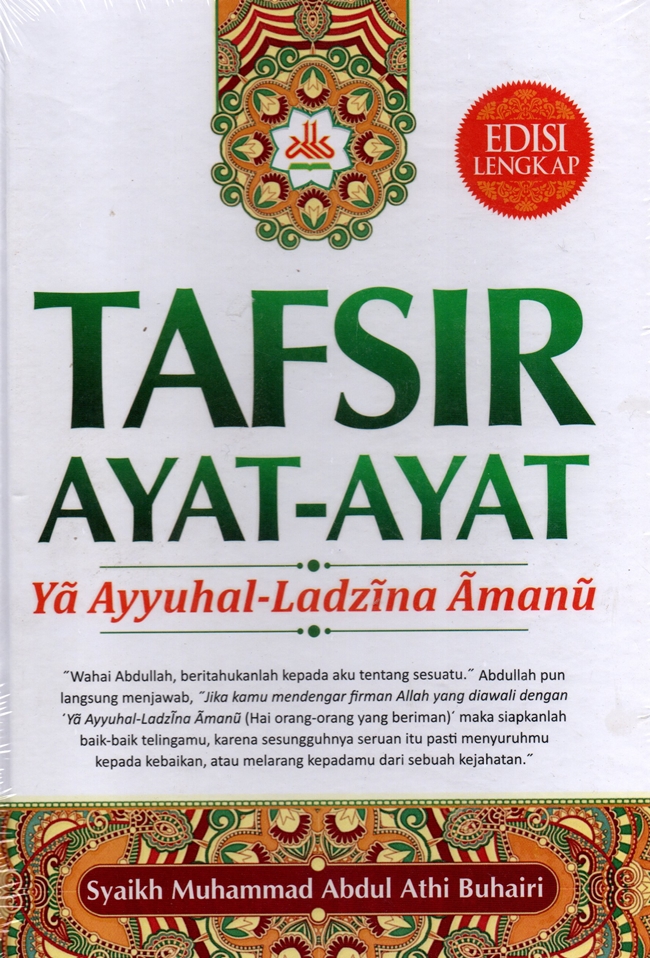 EDISI
LENGKAP
TAFSIR
AYAT-AYAT
Yã Ayyuhal-Ladzĩna Ãmanũ
˝Wahai Abdullah, beritahukanlah kepada aku tentang sesuatu.˝ Abdullah pun
langsung menjawab, ˝Jika kamu mendengar firman Allah yang diawali dengan
´Yã Ayyuhal-Ladzĩna Ãmanũ (Hai orang-orang yang beriman)´ maka siapkanlah
baik-baik telingamu, karena sesungguhnya seruan itu pasti menyuruhmu
kepada kebaikan, atau melarang kepadamu dari sebuah kejahatan.˝
Syaikh Muhammad Abdul Athi Buhairi